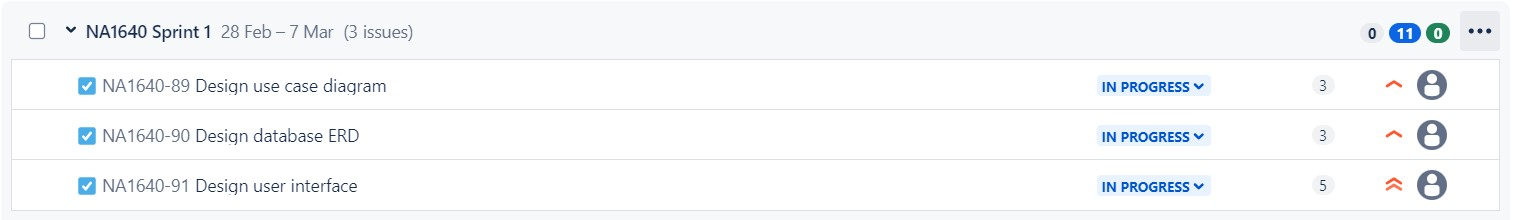 NA1640 Sprint 1 28 Feb – 7 Mar (3 issues) 0 11 0
NA1640-89 Design use case diagram IN PROGRESS 3
NA1640-90 Design database ERD IN PROGRESS 3
NA1640-91 Design user interface IN PROGRESS 5